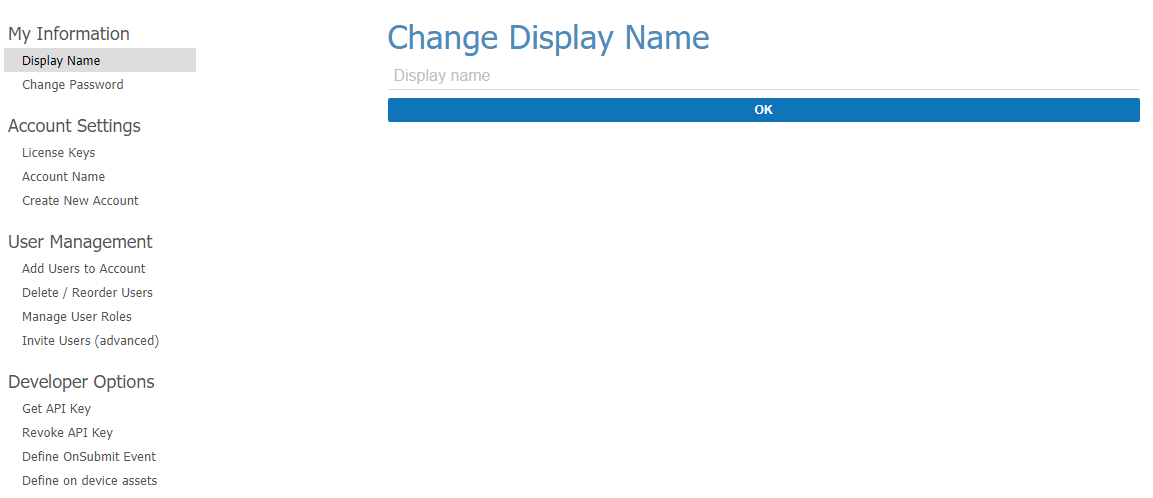 My Information
Display Name
Change Password
Account Settings
License Keys
Account Name
Create New Account
User Management
Add Users to Account
Delete / Reorder Users
Manage User Roles
Invite Users (advanced)
Developer Options
Get API Key
Revoke API Key
Define OnSubmit Event
Define on device assets
Change Display Name
Display name
OK